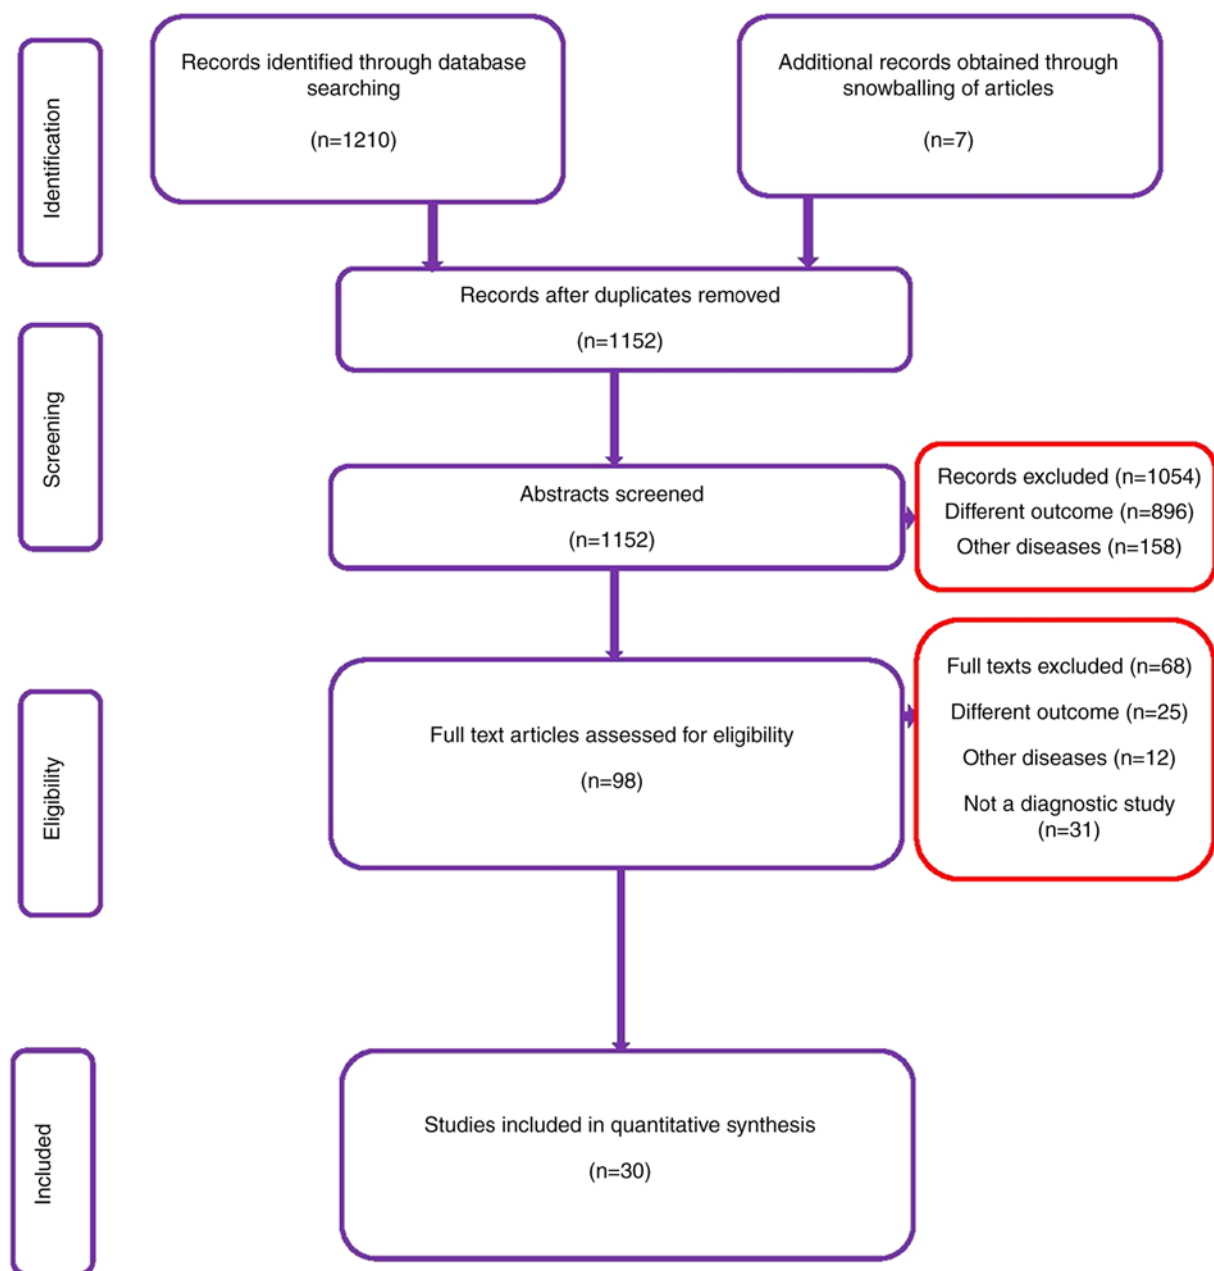 Identification
Records identified through database
searching
(n=1210)
Additional records obtained through
snowballing of articles
(n=7)
Records after duplicates removed
(n=1152)
Screening
Abstracts screened
(n=1152)
Records excluded (n=1054)
Different outcome (n=896)
Other diseases (n=158)
Eligibility
Full text articles assessed for eligibility
(n=98)
Full texts excluded (n=68)
Different outcome (n=25)
Other diseases (n=12)
Not a diagnostic study
(n=31)
Included
Studies included in quantitative synthesis
(n=30)